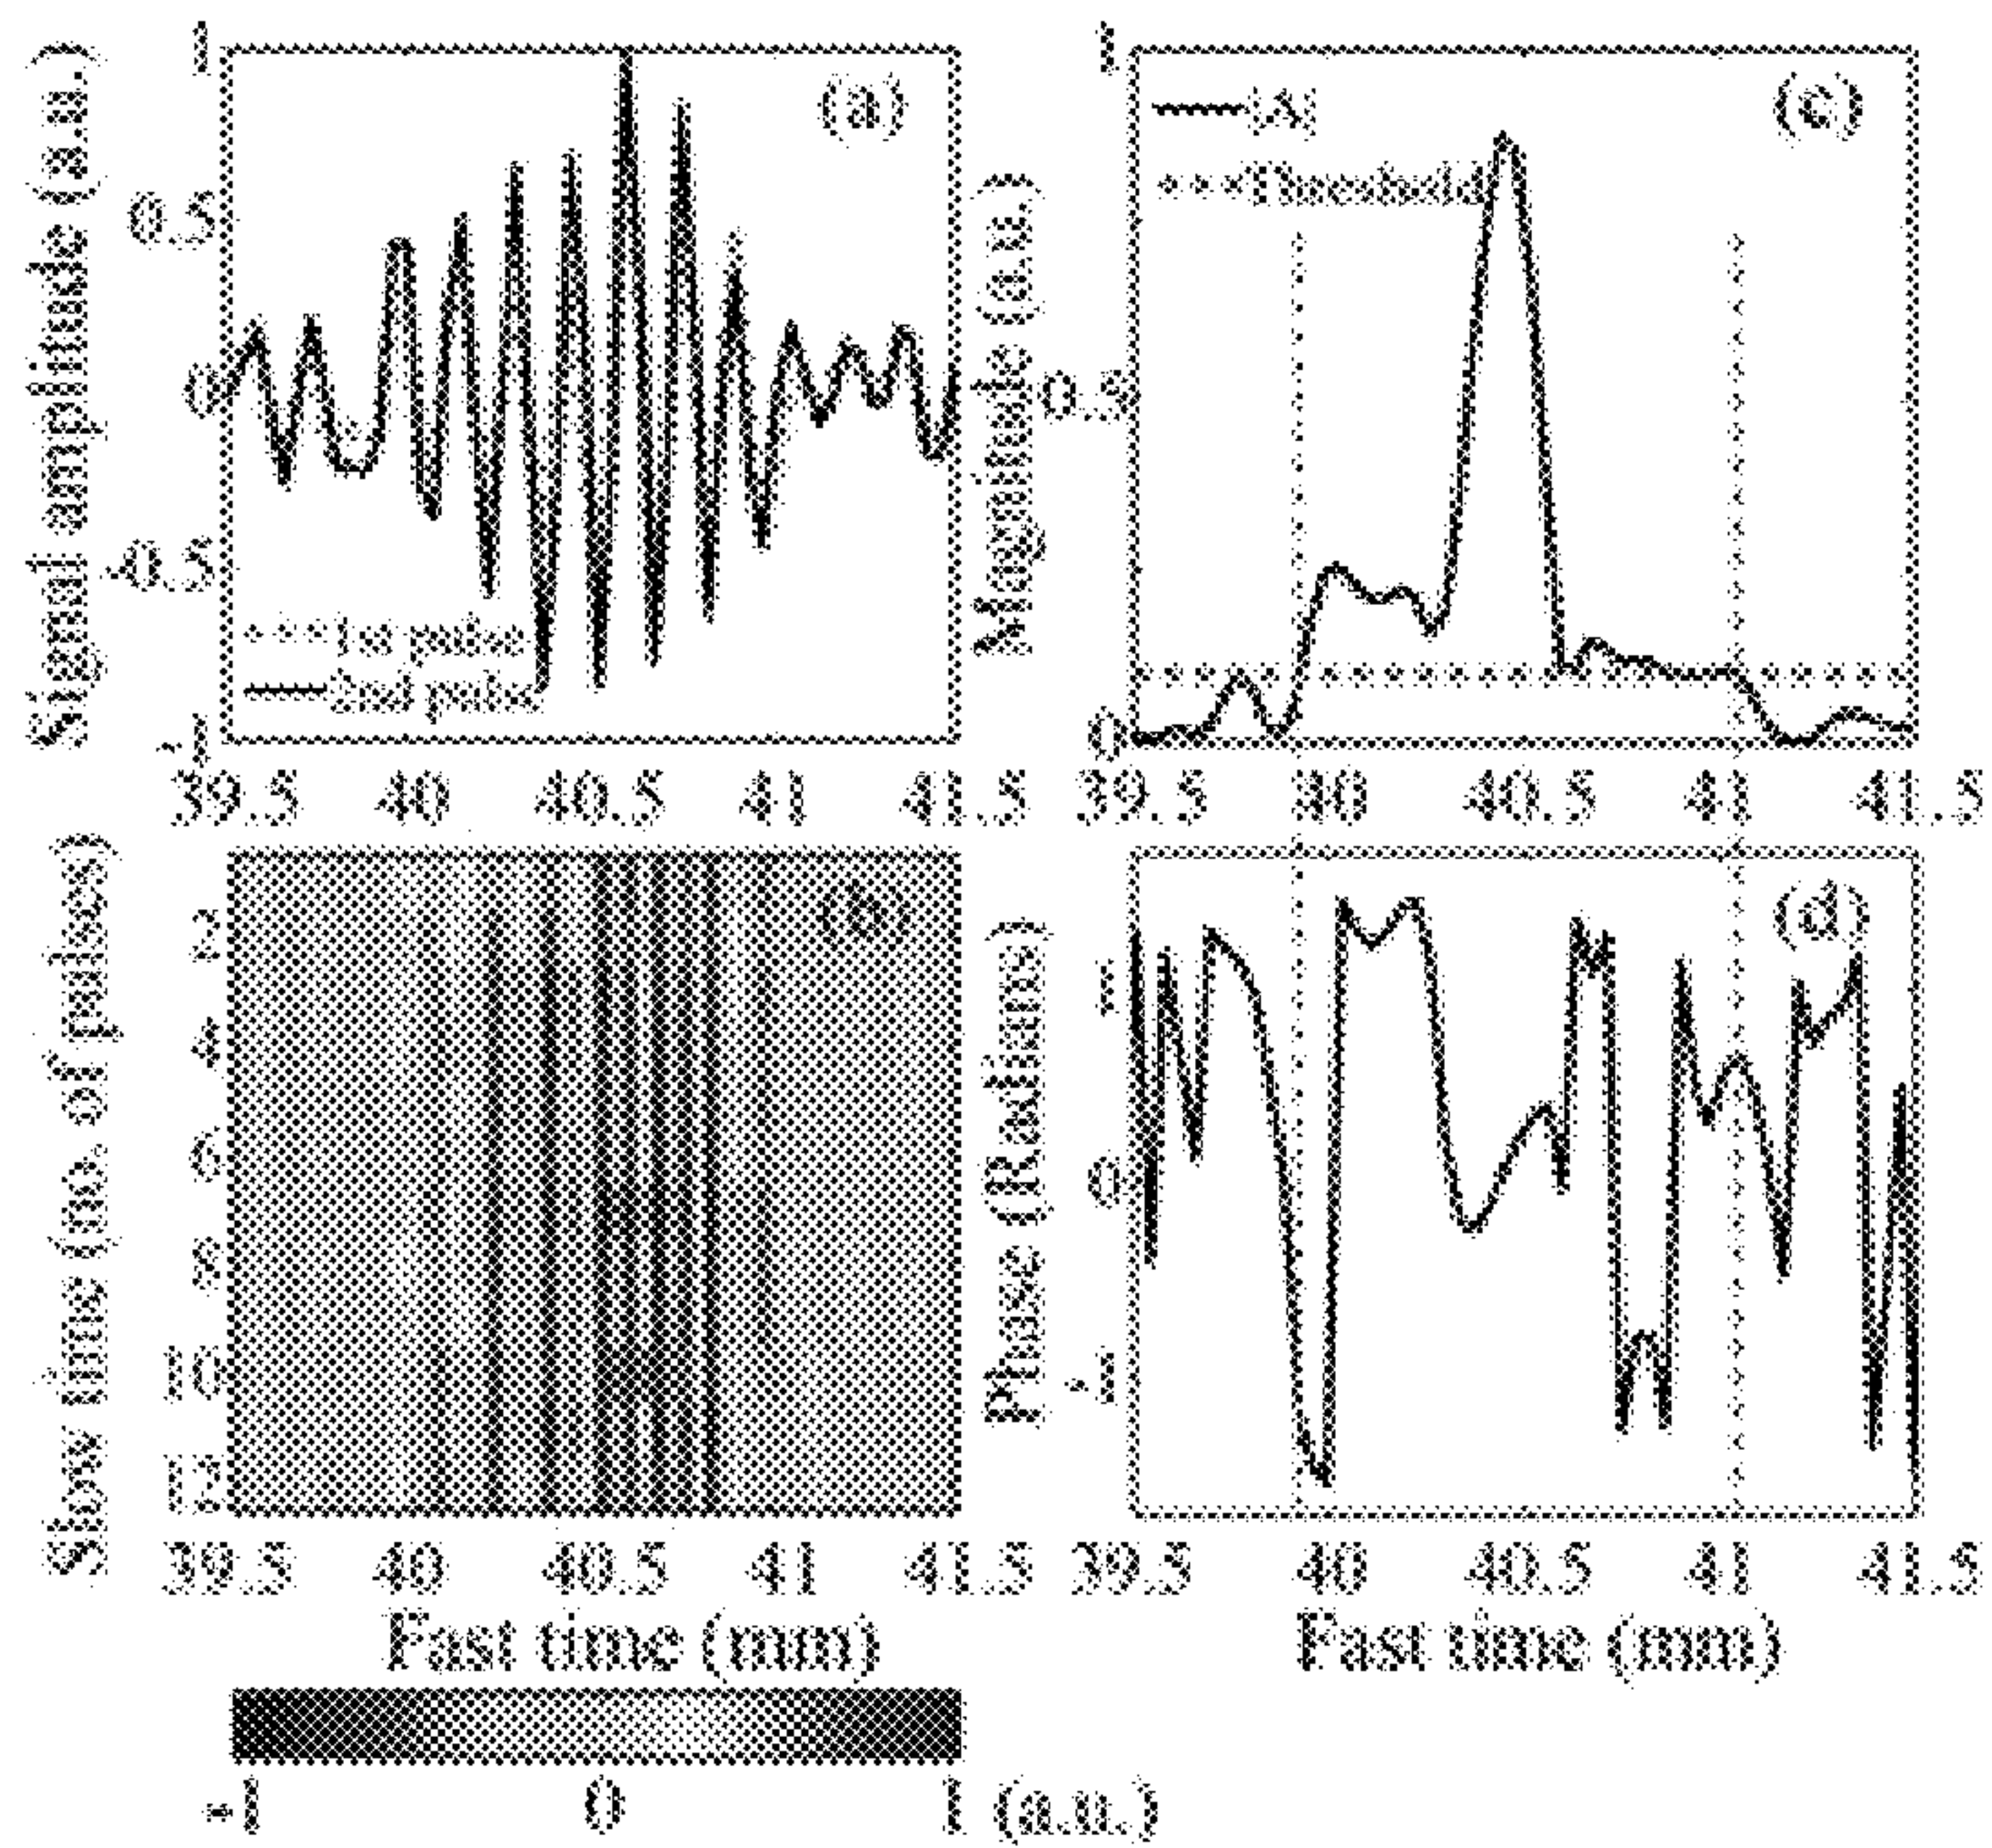 Signal amplitude (a.u.)
1
0.5
0
-0.5
-1
(a)
1st pulse
2nd pulse
39.5 40 40.5 41 41.5
Magnitude (a.u.)
1
0.5
0
(c)
|A|
Threshold
39.5 40 40.5 41 41.5
Slow time (no. of pulses)
2
4
6
8
10
12
(b)
39.5 40 40.5 41 41.5
Fast time (mm)
-1 0 1 (a.u.)
Phase (Radians)
1
0
-1
(d)
39.5 40 40.5 41 41.5
Fast time (mm)